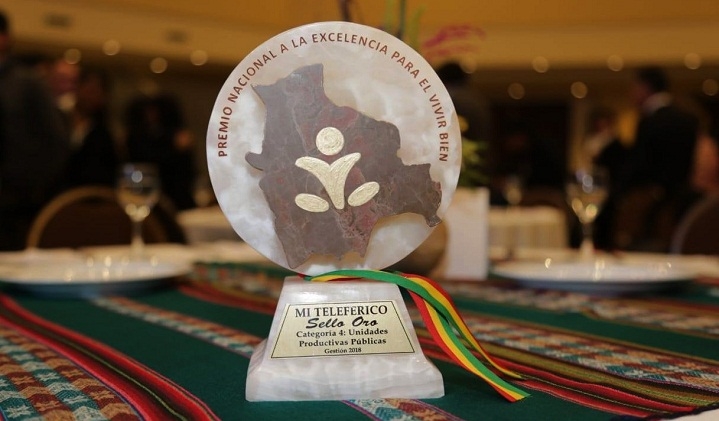 PREMIO NACIONAL A LA EXCELENCIA PARA EL VIVIR BIEN
MI TELEFERICO
Sello Oro
Categoría 4: Unidades
Productivas Públicas
Gestión 2018